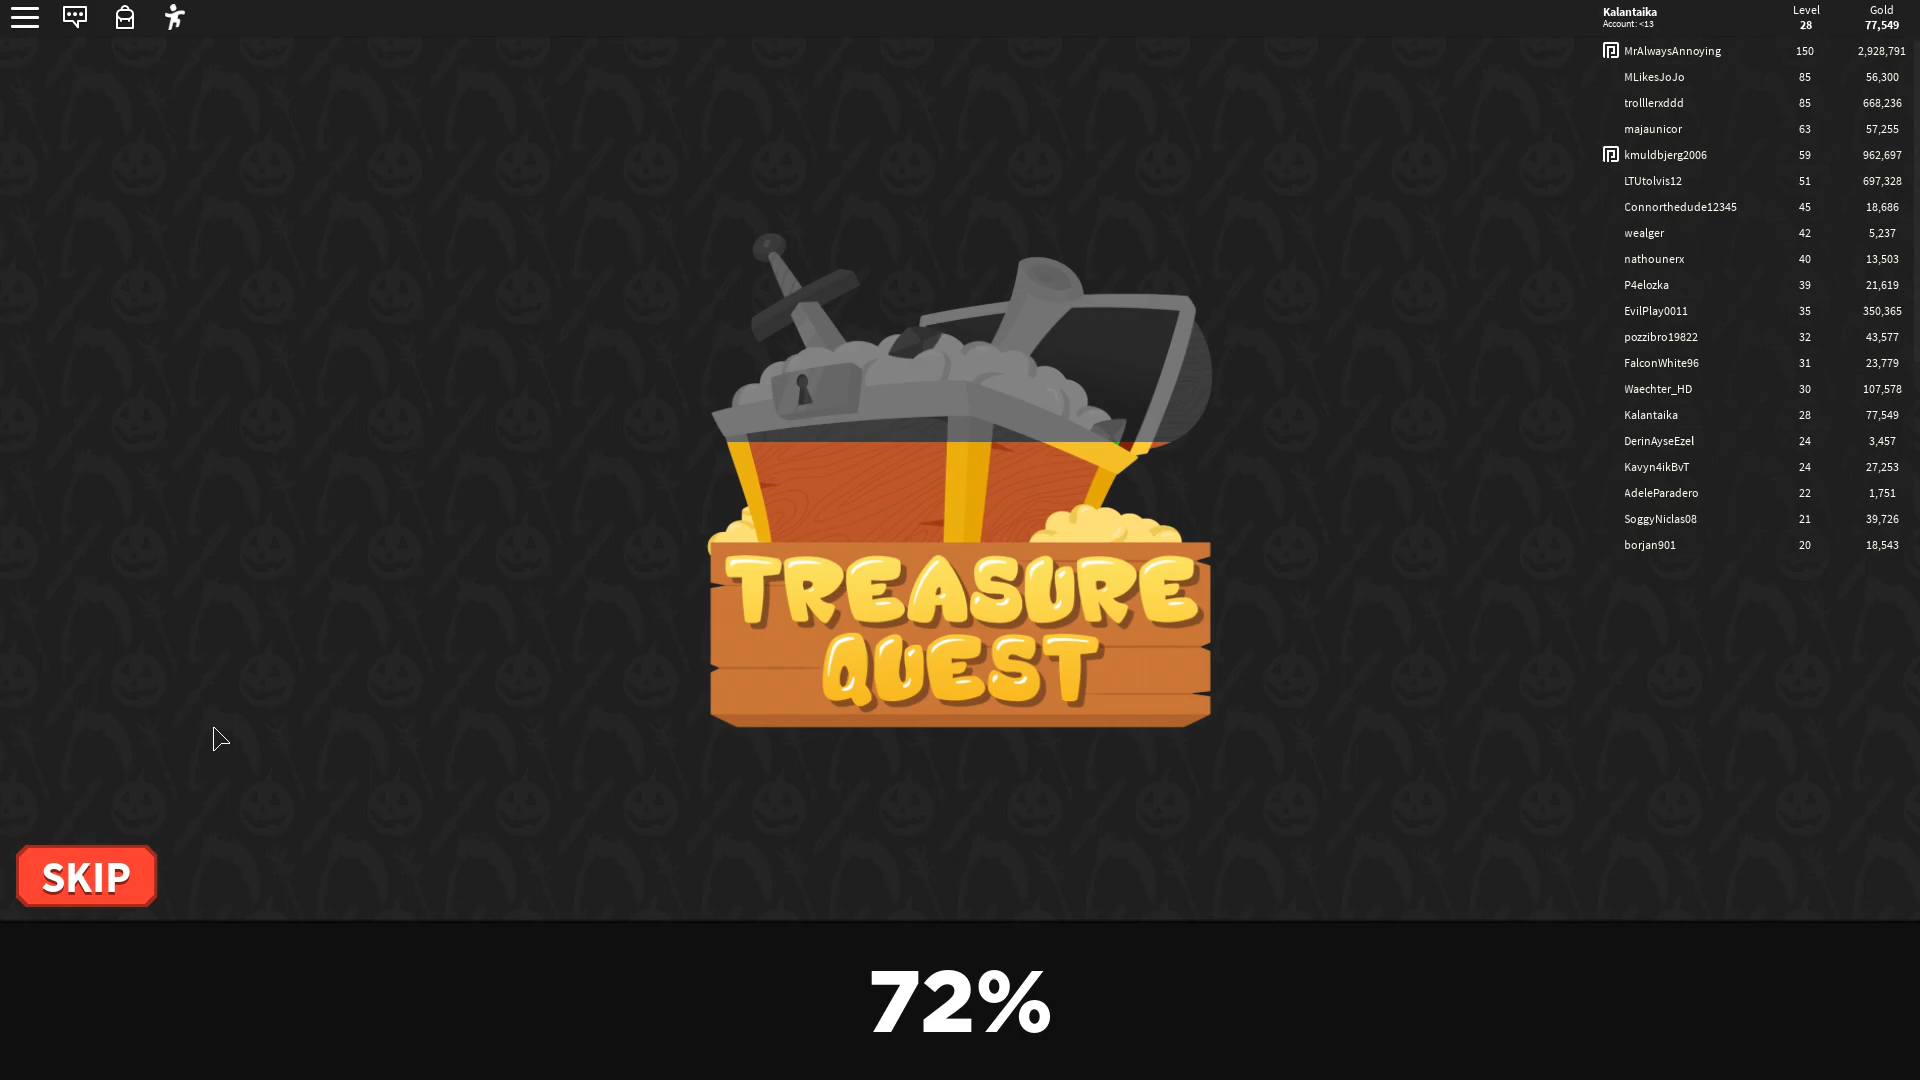 Kalantaika Level Gold
Account: <13 28 77,549
MrAlwaysAnnoying 150 2,928,791
MLikesJoJo 85 56,300
trolllerxddd 85 668,236
majaunicor 63 57,255
kmuldbjerg2006 59 962,697
LTUtolvis12 51 697,328
Connorthedude12345 45 18,686
wealger 42 5,237
nathounerx 40 13,503
P4elozka 39 21,619
EvilPlay0011 35 350,365
pozzibro19822 32 43,577
FalconWhite96 31 23,779
Waechter_HD 30 107,578
Kalantaika 28 77,549
DerinAyseEzel 24 3,457
Kavyn4ikBvT 24 27,253
AdeleParadero 22 1,751
SoggyNiclas08 21 39,726
borjan901 20 18,543
TREASURE
QUEST
SKIP
72%